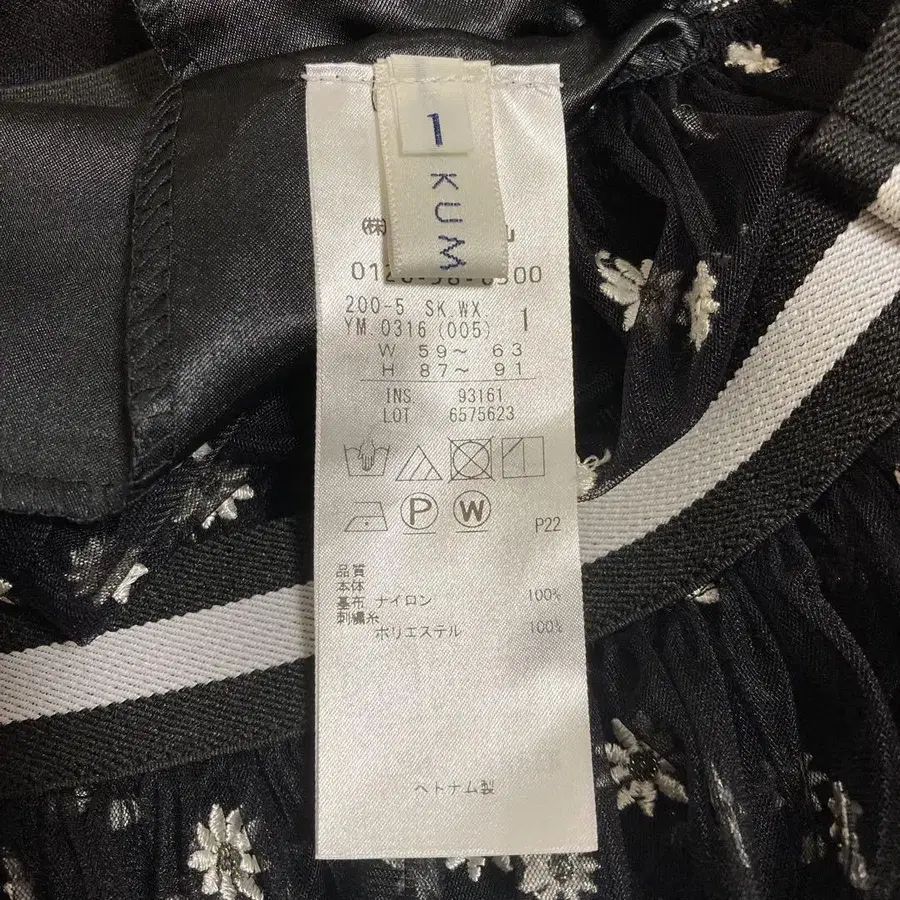 1
KUM
(株)
200-5 SK.WX. 1
YM.0316(005)
W 59～ 63
H 87～ 91
INS. 93161
LOT 6575623
P
W
P22
品質
本体
基布 ナイロン 100%
刺繍糸
ポリエステル 100%
ベトナム製